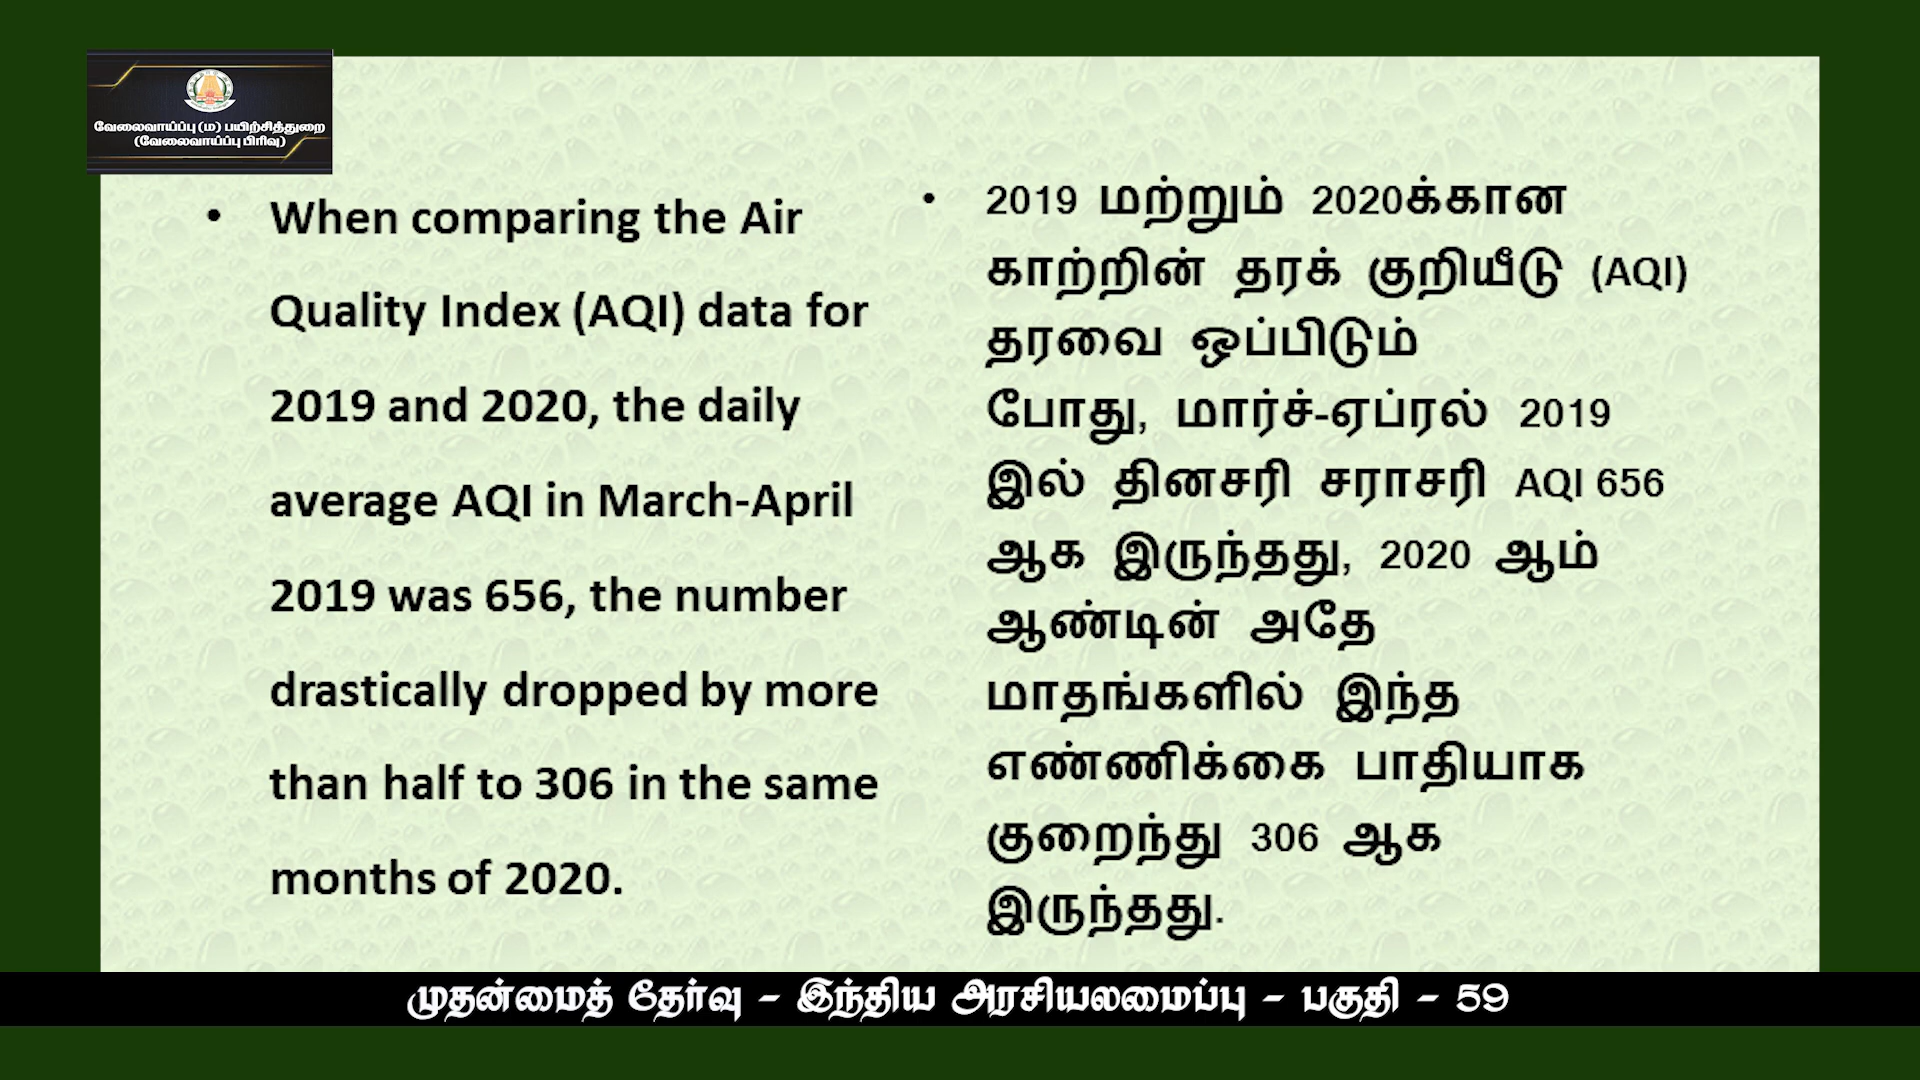 வேலைவாய்ப்பு (ம) பயிற்சித்துறை
(வேலைவாய்ப்பு பிரிவு)
• When comparing the Air
Quality Index (AQI) data for
2019 and 2020, the daily
average AQI in March-April
2019 was 656, the number
drastically dropped by more
than half to 306 in the same
months of 2020.
• 2019 மற்றும் 2020க்கான
காற்றின் தரக் குறியீடு (AQI)
தரவை ஒப்பிடும்
போது, மார்ச்-ஏப்ரல் 2019
இல் தினசரி சராசரி AQI 656
ஆக இருந்தது, 2020 ஆம்
ஆண்டின் அதே
மாதங்களில் இந்த
எண்ணிக்கை பாதியாக
குறைந்து 306 ஆக
இருந்தது.
முதன்மைத் தேர்வு - இந்திய அரசியலமைப்பு - பகுதி - 59